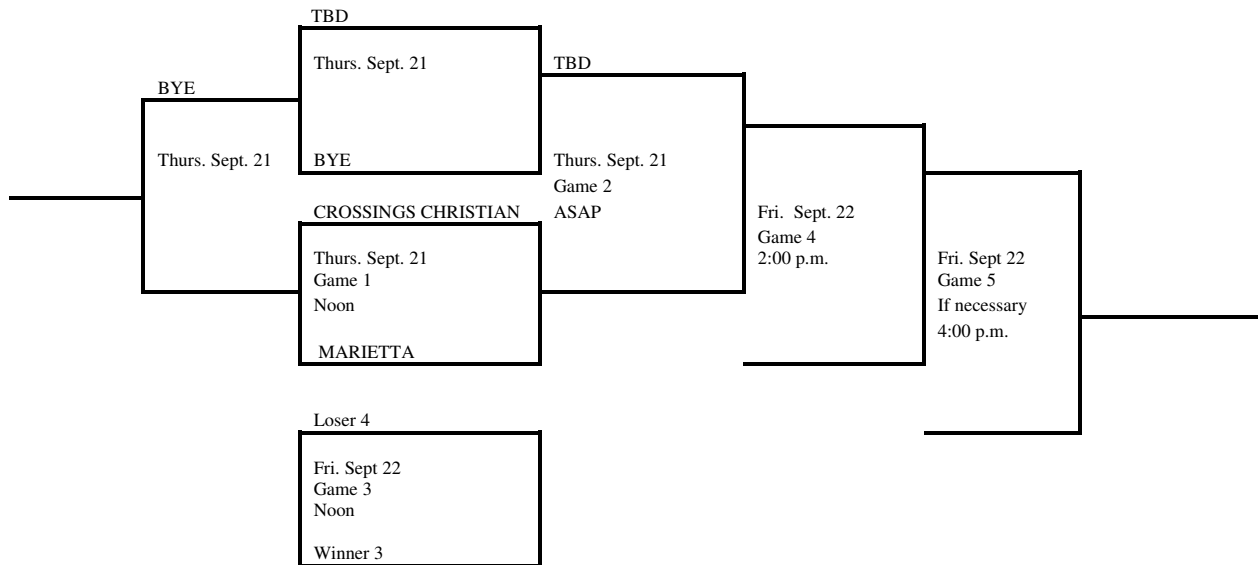 TBD
Thurs. Sept. 21
TBD
BYE
Thurs. Sept. 21
BYE
Thurs. Sept. 21
Game 2
ASAP
CROSSINGS CHRISTIAN
Fri. Sept. 22
Game 4
2:00 p.m.
Thurs. Sept. 21
Game 1
Noon
Fri. Sept 22
Game 5
If necessary
4:00 p.m.
MARIETTA
Loser 4
Fri. Sept 22
Game 3
Noon
Winner 3